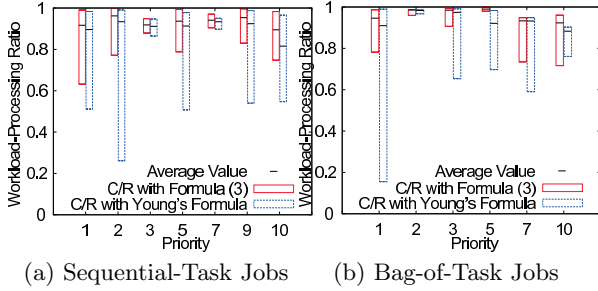 Workload-Processing Ratio
1
0.8
0.6
0.4
0.2
0
Average Value
C/R with Formula (3)
C/R with Young's Formula
1 2 3 5 7 9 10
Priority
(a) Sequential-Task Jobs
Workload-Processing Ratio
1
0.8
0.6
0.4
0.2
0
Average Value
C/R with Formula (3)
C/R with Young's Formula
1 2 3 5 7 10
Priority
(b) Bag-of-Task Jobs